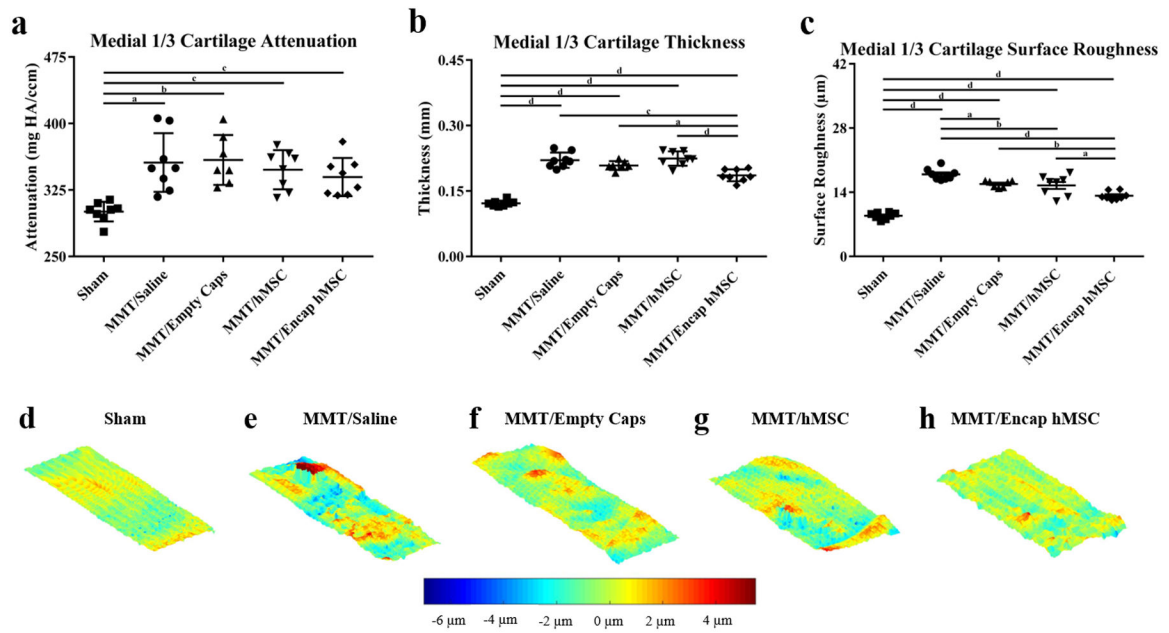 a
Medial 1/3 Cartilage Attenuation
Attenuation (mg HA/ccm)
475
400
325
250
c
c
b
a
Sham
MMT/Saline
MMT/Empty Caps
MMT/hMSC
MMT/Encap hMSC
b
Medial 1/3 Cartilage Thickness
Thickness (mm)
0.45
0.30
0.15
0.00
d
d
d
d
c
a
d
Sham
MMT/Saline
MMT/Empty Caps
MMT/hMSC
MMT/Encap hMSC
c
Medial 1/3 Cartilage Surface Roughness
Surface Roughness (µm)
42
28
14
0
d
d
d
d
a
b
d
b
a
Sham
MMT/Saline
MMT/Empty Caps
MMT/hMSC
MMT/Encap hMSC
d
Sham
e
MMT/Saline
f
MMT/Empty Caps
g
MMT/hMSC
h
MMT/Encap hMSC
-6 µm -4 µm -2 µm 0 µm 2 µm 4 µm